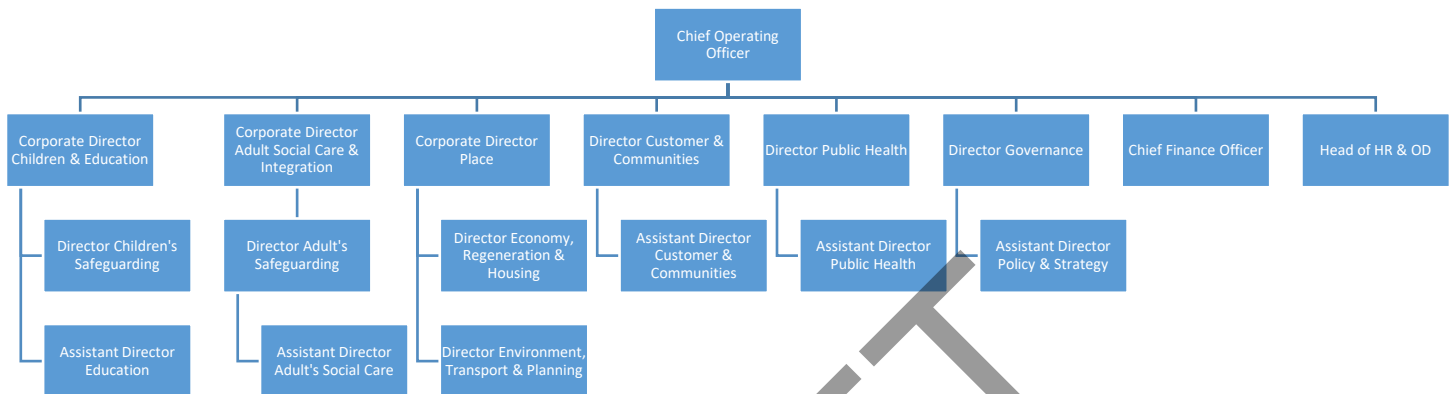 Chief Operating
Officer
Corporate Director
Children & Education
Corporate Director
Adult Social Care &
Integration
Corporate Director
Place
Director Customer &
Communities
Director Public Health
Director Governance
Chief Finance Officer
Head of HR & OD
Director Children's
Safeguarding
Director Adult's
Safeguarding
Director Economy,
Regeneration &
Housing
Assistant Director
Customer &
Communities
Assistant Director
Public Health
Assistant Director
Policy & Strategy
Assistant Director
Education
Assistant Director
Adult's Social Care
Director Environment,
Transport & Planning